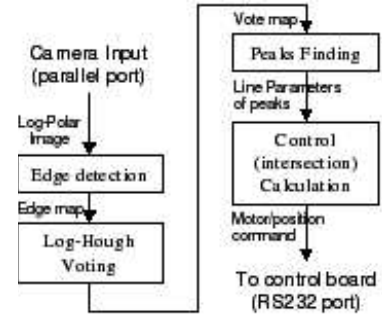 Camera Input
(parallel port)
Log-Polar
Image
Edge detection
Edge map
Log-Hough
Voting
Vote map
Peaks Finding
Line Parameters
of peaks
Control
(intersection)
Calculation
Motor/position
command
To control board
(RS232 port)